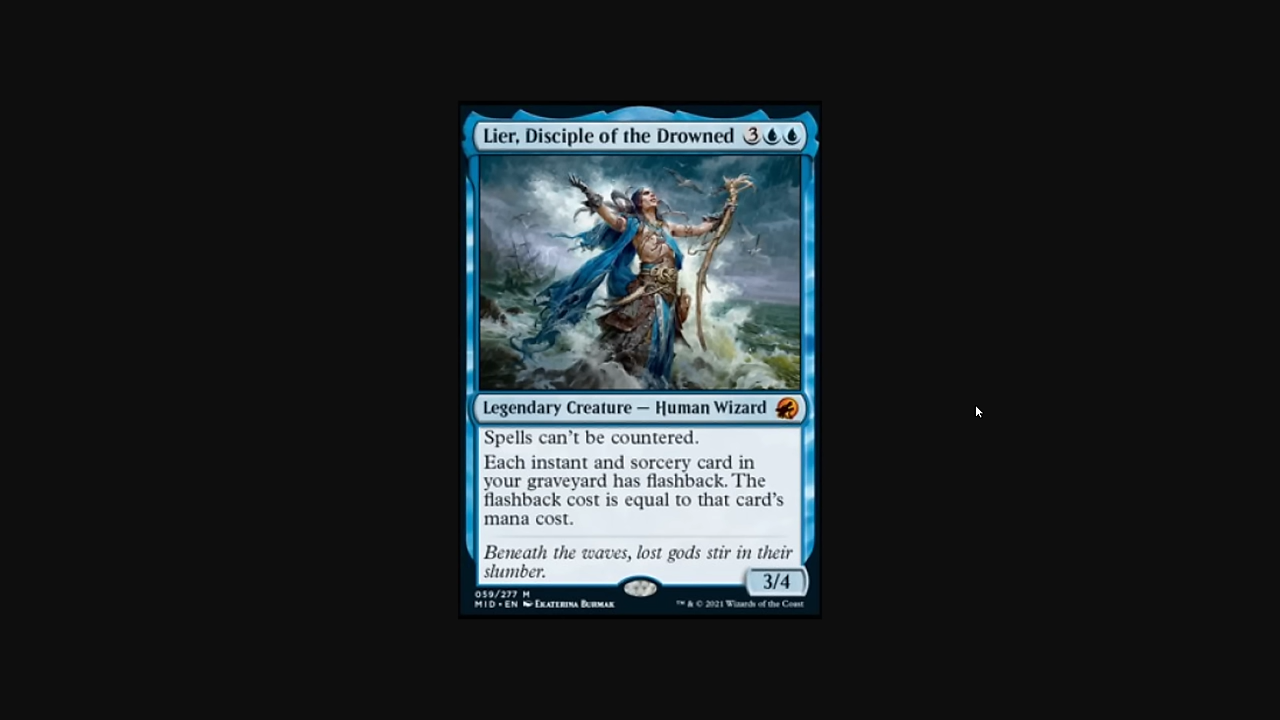 Lier, Disciple of the Drowned 3
Legendary Creature — Human Wizard
Spells can't be countered.
Each instant and sorcery card in
your graveyard has flashback. The
flashback cost is equal to that card's
mana cost.
Beneath the waves, lost gods stir in their
slumber.
3/4
059/277 M
MID • EN Ekaterina Burmak
™ & © 2021 Wizards of the Coast